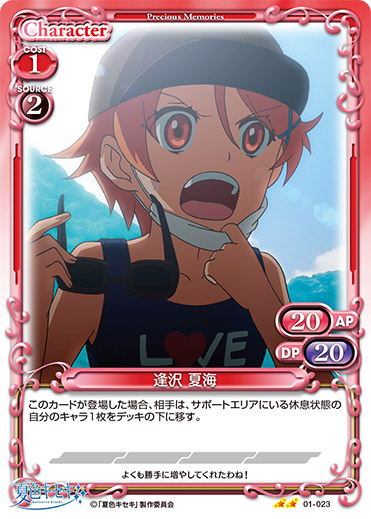 Precious Memories
Character
COST
1
SOURCE
2
L♥VE
20 AP
DP 20
逢沢 夏海
このカードが登場した場合、相手は、サポートエリアにいる休息状態の
自分のキャラ1枚をデッキの下に移す。
よくも勝手に増やしてくれたわね!
夏色キセキ
©「夏色キセキ」製作委員会
01-023